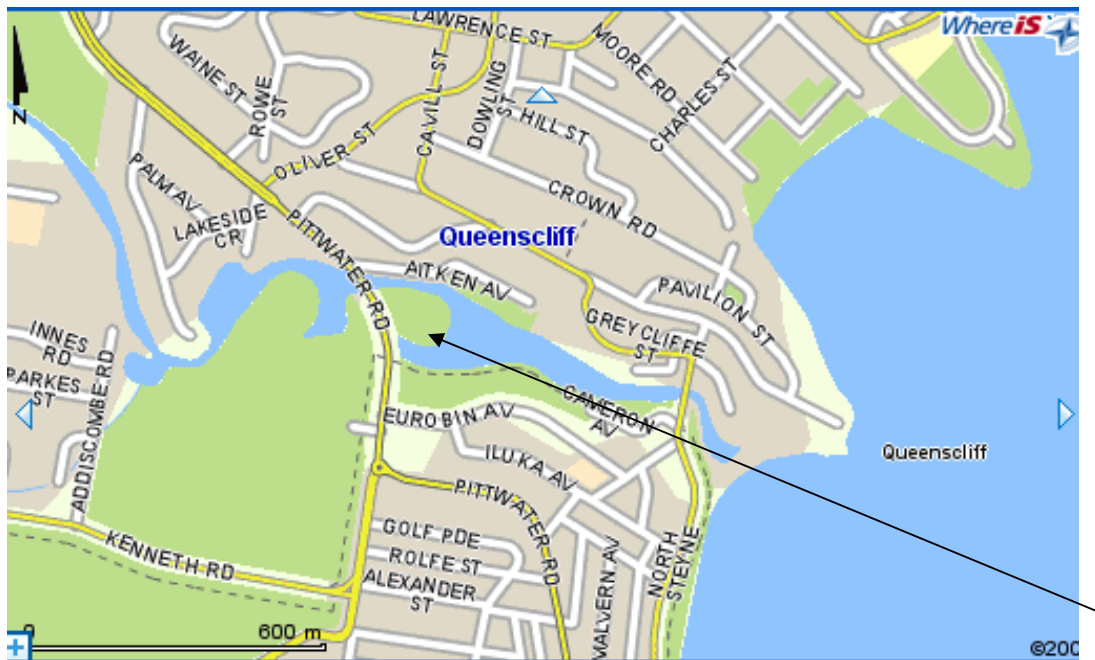 LAWRENCE ST
WhereiS
WAINE ST
ROWE
ST
MOORE RD
CAVILL ST
DOWLING
ST
HILL ST
CHARLES ST
N
OLIVER ST
PALM AV
LAKESIDE
CR
PITTWATER RD
CROWN RD
Queenscliff
AITKEN AV
PAVILION ST
GREYCLIFFE
ST
INNES
RD
PARKES
ST
ADDISCOMBE RD
EUROBIN AV
CAMERON
AV
ILUKA AV
Queenscliff
PITTWATER RD
GOLF PDE
ROLFE ST
ALEXANDER
ST
KENNETH RD
MALVERN AV
NORTH
STEYNE
0 600 m
+
©200